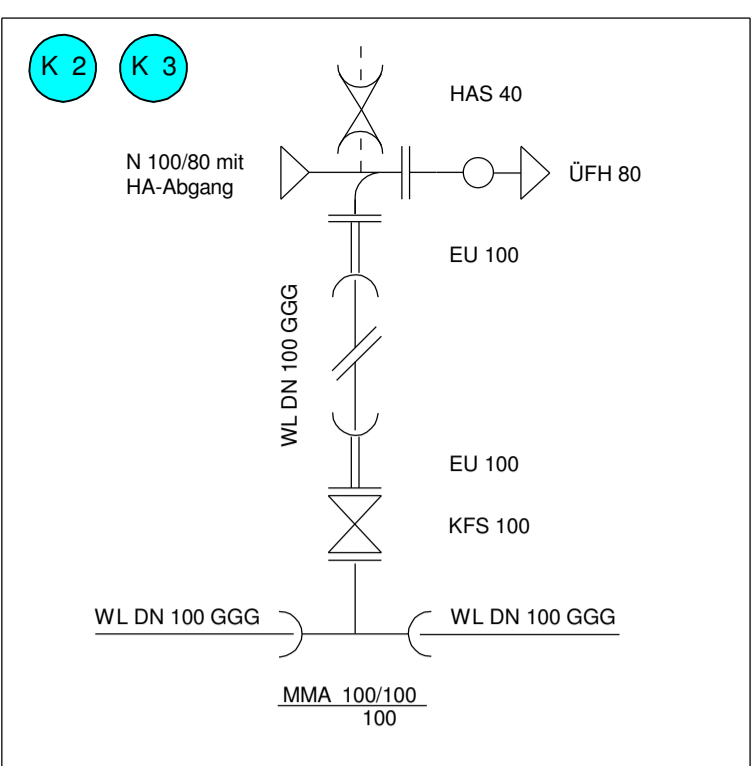 K 2
K 3
HAS 40
N 100/80 mit
HA-Abgang
ÜFH 80
EU 100
WL DN 100 GGG
EU 100
KFS 100
WL DN 100 GGG
WL DN 100 GGG
MMA 100/100
100